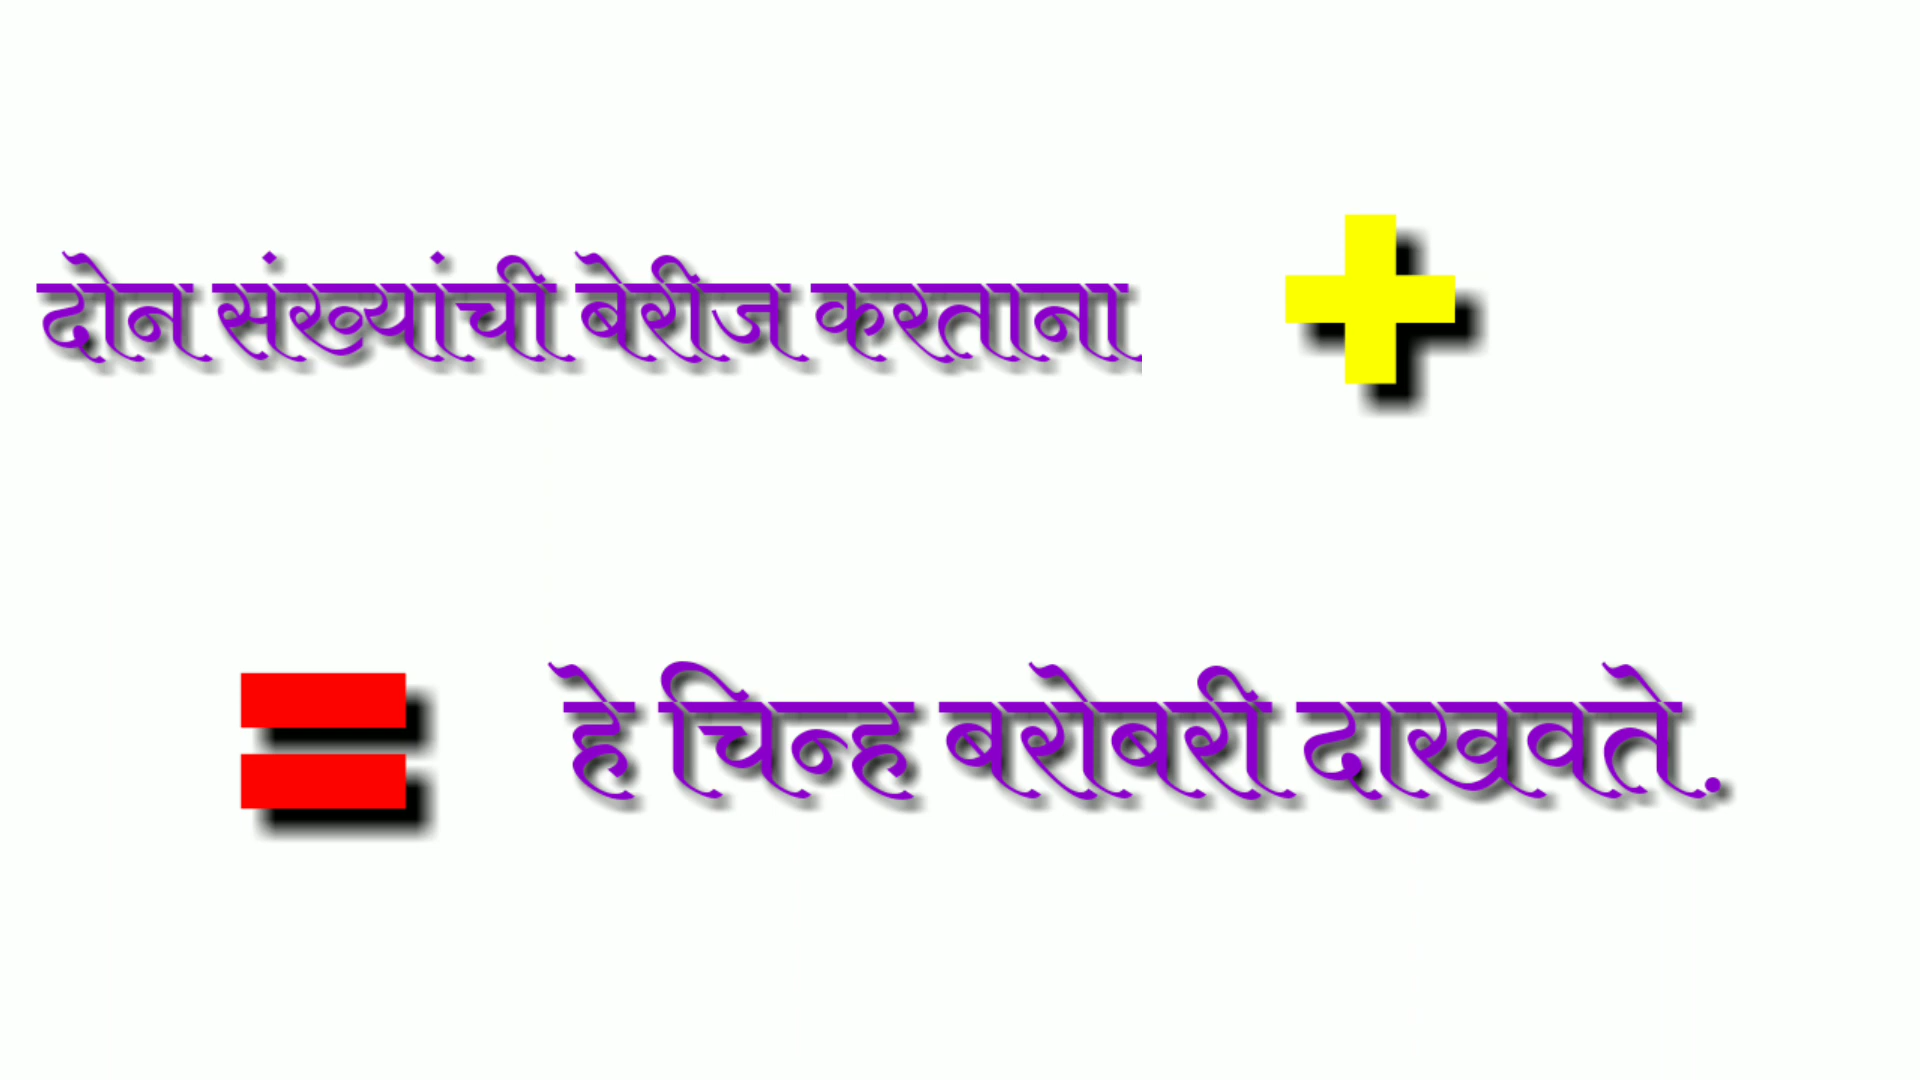 दोन संख्यांची बेरीज करताना +
= हे चिन्ह बरोबरी दाखवते.